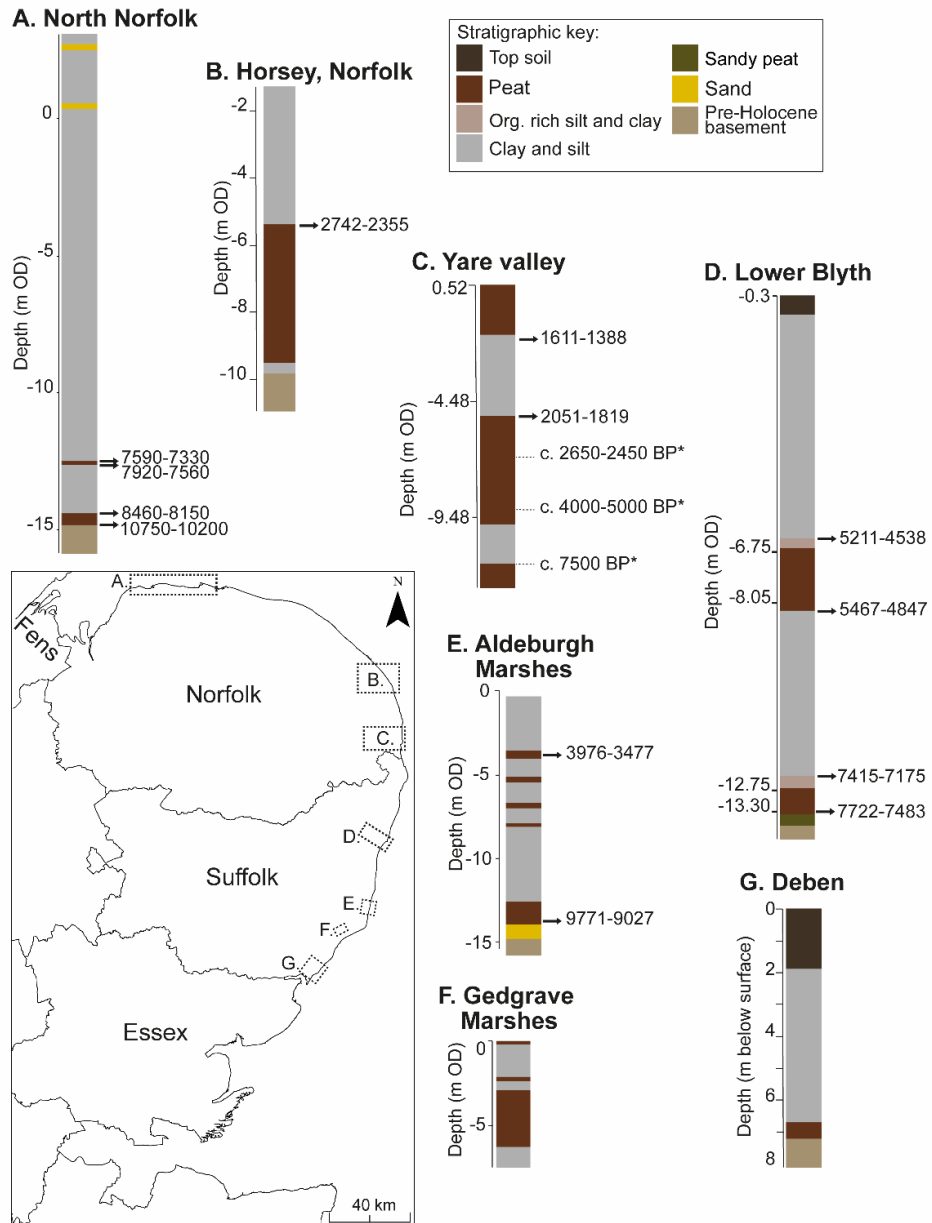 A. North Norfolk
Depth (m OD)
0
-5
-10
-15
7590-7330
7920-7560
8460-8150
10750-10200
B. Horsey, Norfolk
Depth (m OD)
-2
-4
-6
-8
-10
2742-2355
Stratigraphic key:
Top soil
Peat
Org. rich silt and clay
Clay and silt
Sandy peat
Sand
Pre-Holocene
basement
C. Yare valley
Depth (m OD)
0.52
-4.48
-9.48
1611-1388
2051-1819
c. 2650-2450 BP*
c. 4000-5000 BP*
c. 7500 BP*
D. Lower Blyth
Depth (m OD)
-0.3
-6.75
-8.05
-12.75
-13.30
5211-4538
5467-4847
7415-7175
7722-7483
E. Aldeburgh
Marshes
Depth (m OD)
0
-5
-10
-15
3976-3477
9771-9027
F. Gedgrave
Marshes
Depth (m OD)
0
-5
G. Deben
Depth (m below surface)
0
2
4
6
8
A.
N
Fens
B.
Norfolk
C.
D.
Suffolk
E
F
G.
Essex
40 km